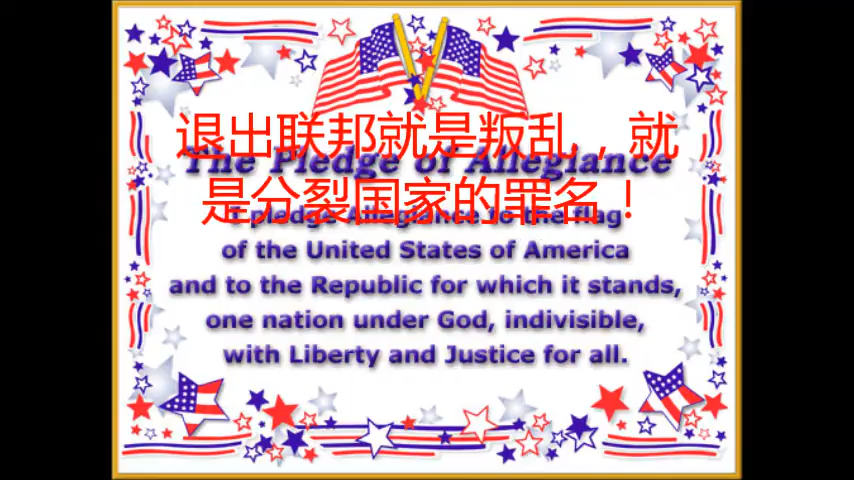 退出联邦就是叛乱，就
The Pledge of Allegiance
是分裂国家的罪名！
I pledge Allegiance to the flag
of the United States of America
and to the Republic for which it stands,
one nation under God, indivisible,
with Liberty and Justice for all.